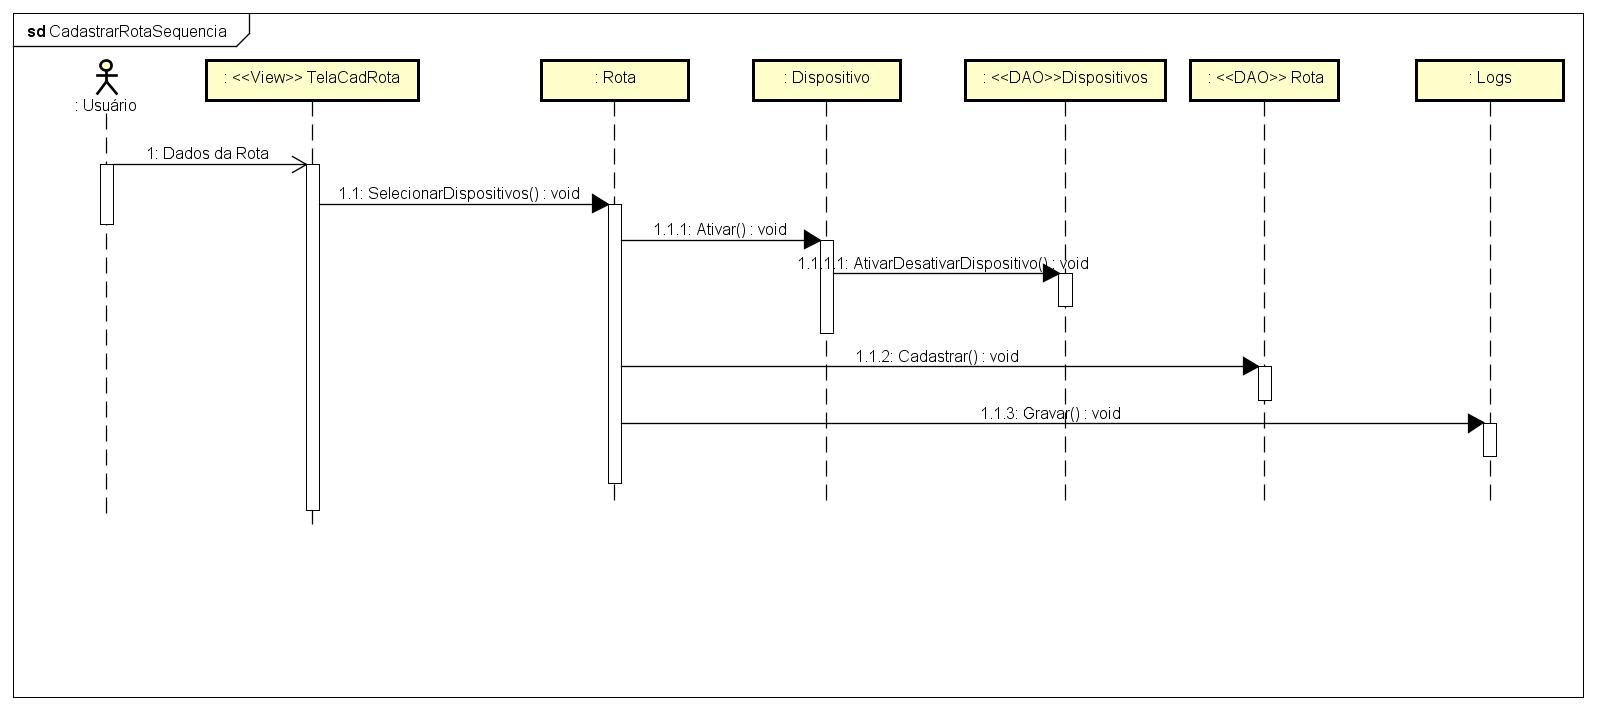 sd CadastrarRotaSequencia
: Usuário
: <<View>> TelaCadRota
: Rota
: Dispositivo
: <<DAO>>Dispositivos
: <<DAO>> Rota
: Logs
1: Dados da Rota
1.1: SelecionarDispositivos() : void
1.1.1: Ativar() : void
1.1.1.1: AtivarDesativarDispositivo() : void
1.1.2: Cadastrar() : void
1.1.3: Gravar() : void